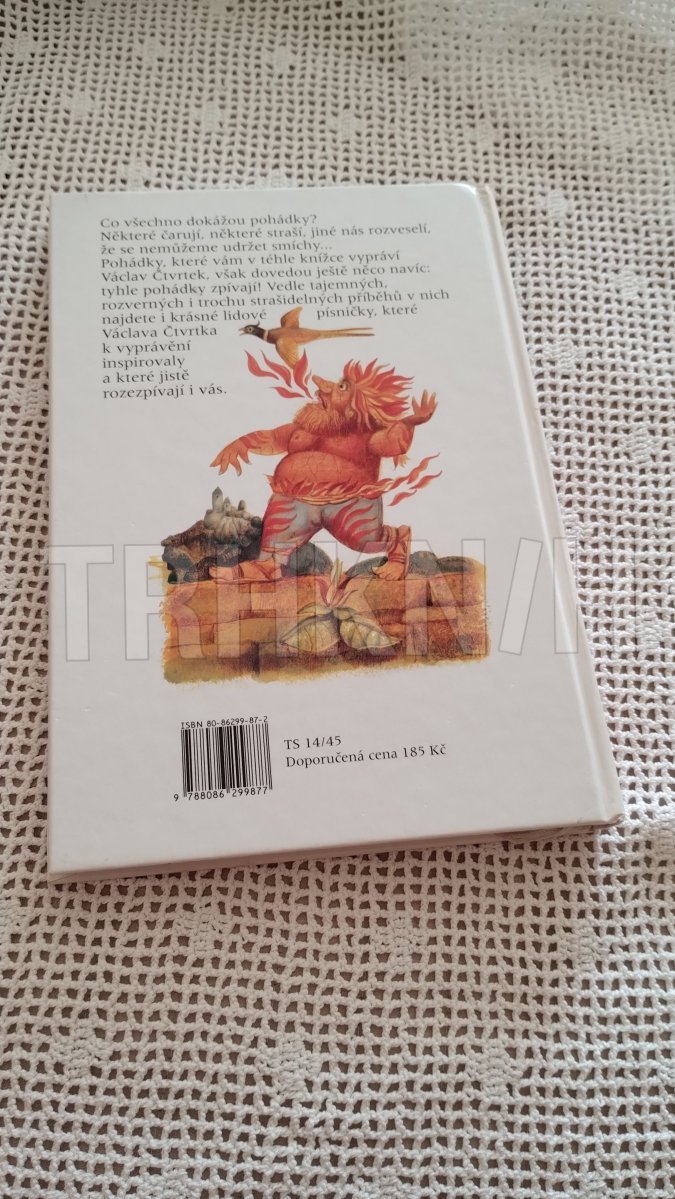 Co všechno dokážou pohádky?
Některé čarují, některé straší, jiné nás rozveselí,
že se nemůžeme udržet smíchy...
Pohádky, které vám v téhle knížce vypráví
Václav Čtvrtek, však dovedou ještě něco navíc:
tyhle pohádky zpívají! Vedle tajemných,
rozverných i trochu strašidelných příběhů v nich
najdete i krásné lidové písničky, které
Václava Čtvrtka
k vyprávění
inspirovaly
a které jistě
rozezpívají i vás.
ISBN 80-86299-87-2
TS 14/45
Doporučená cena 185 Kč
9 788086 299877